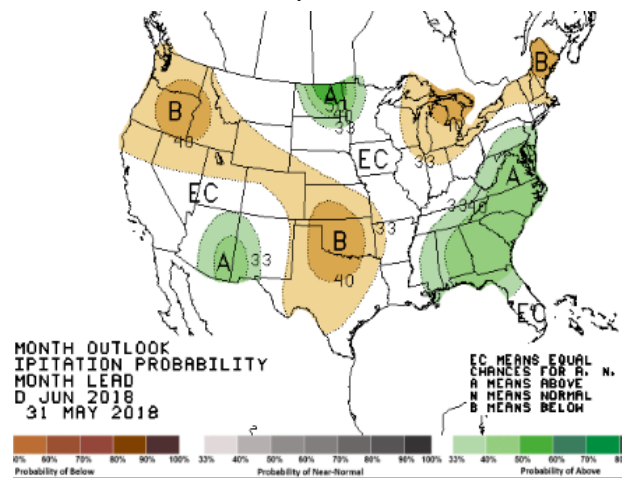 B
A
50
40
33
B
40
B
40
33
EC
EC
A
33
B
40
33
A
3340
EC
MONTH OUTLOOK
IPITATION PROBABILITY
MONTH LEAD
D JUN 2018
31 MAY 2018
EC MEANS EQUAL
CHANCES FOR A, N,
A MEANS ABOVE
N MEANS NORMAL
B MEANS BELOW
60% 70% 80% 90% 100%
Probability of Below
33% 40% 50% 60% 70% 80% 90% 100%
Probability of Near-Normal
33% 40% 50% 60% 70%
Probability of Above